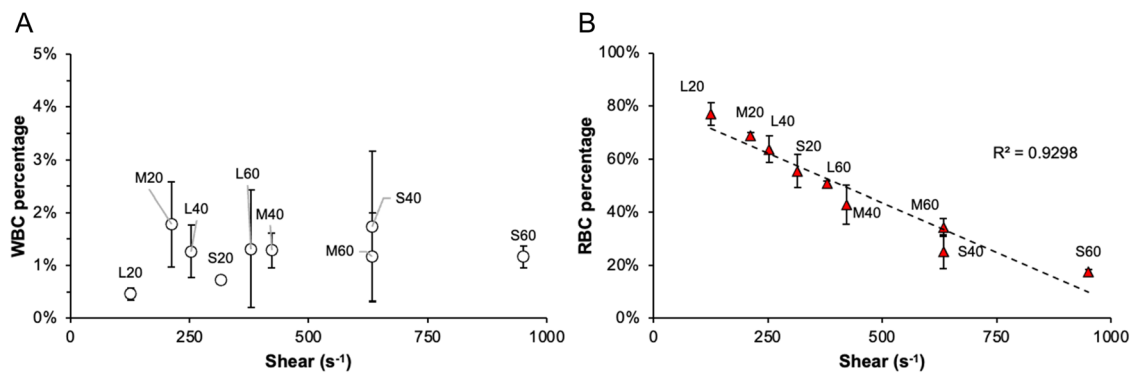 A
5%
4%
3%
2%
1%
0%
WBC percentage
M20
L40
L60
M40
S40
L20
S20
M60
S60
0
250
500
750
1000
Shear (s⁻¹)
B
100%
80%
60%
40%
20%
0%
RBC percentage
L20
M20
L40
S20
L60
M40
M60
S40
S60
R² = 0.9298
0
250
500
750
1000
Shear (s⁻¹)